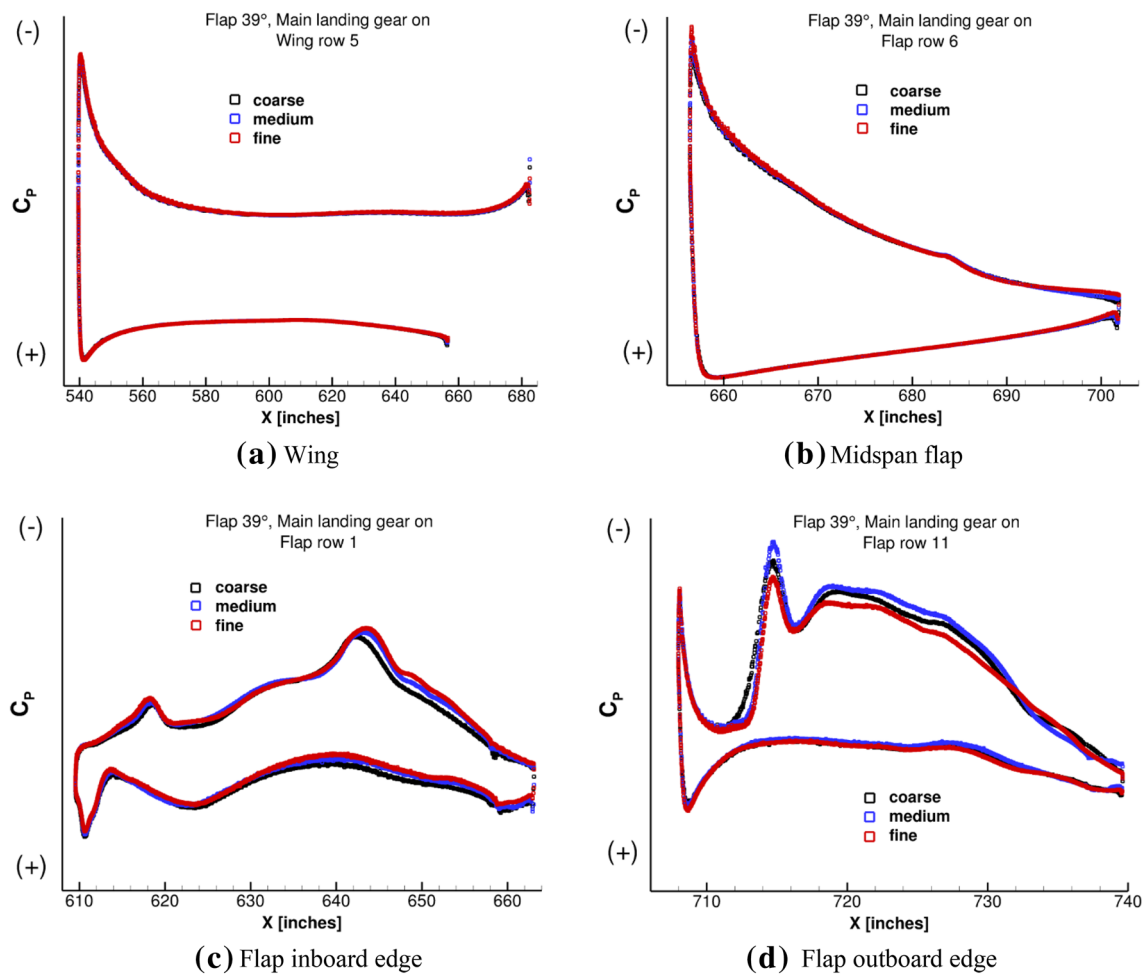 Flap 39°, Main landing gear on
Wing row 5
(-)
coarse
medium
fine
C_P
(+)
540 560 580 600 620 640 660 680
X [inches]
(a) Wing
Flap 39°, Main landing gear on
Flap row 6
(-)
coarse
medium
fine
C_P
(+)
660 670 680 690 700
X [inches]
(b) Midspan flap
Flap 39°, Main landing gear on
Flap row 1
(-)
coarse
medium
fine
C_P
(+)
610 620 630 640 650 660
X [inches]
(c) Flap inboard edge
Flap 39°, Main landing gear on
Flap row 11
(-)
C_P
coarse
medium
fine
(+)
710 720 730 740
X [inches]
(d) Flap outboard edge